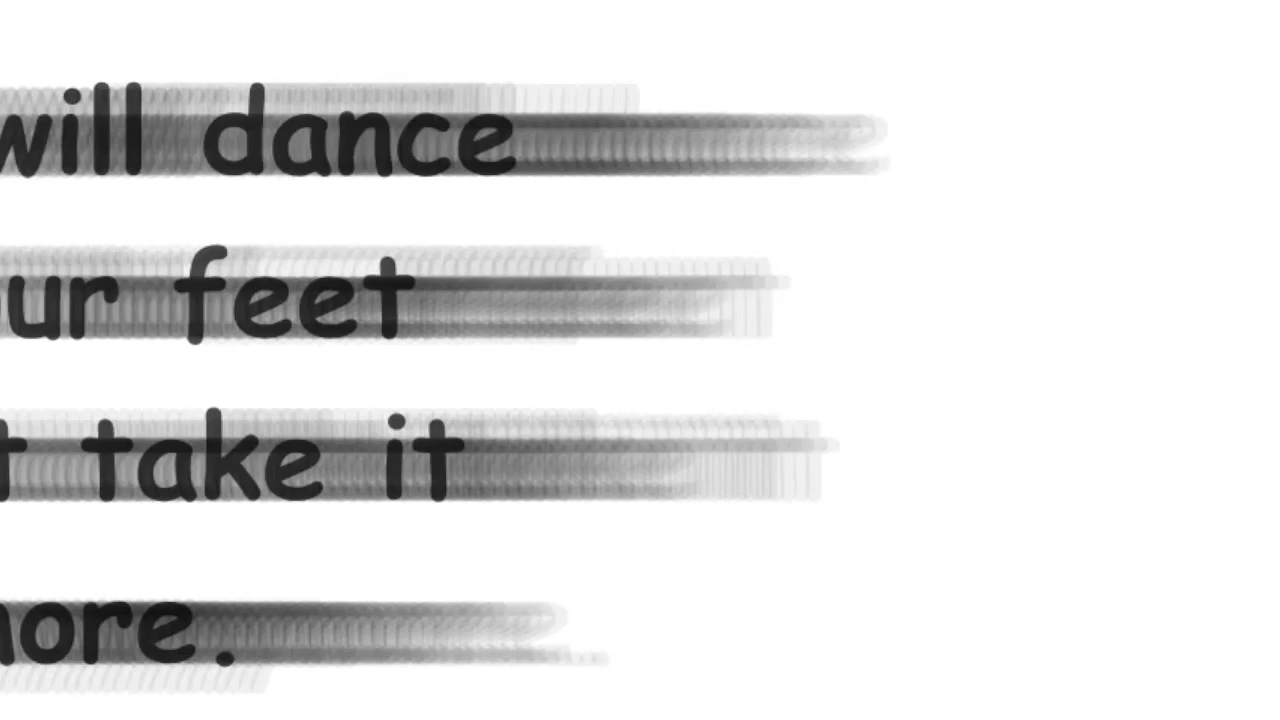 will dance
ur feet
t take it
ore.